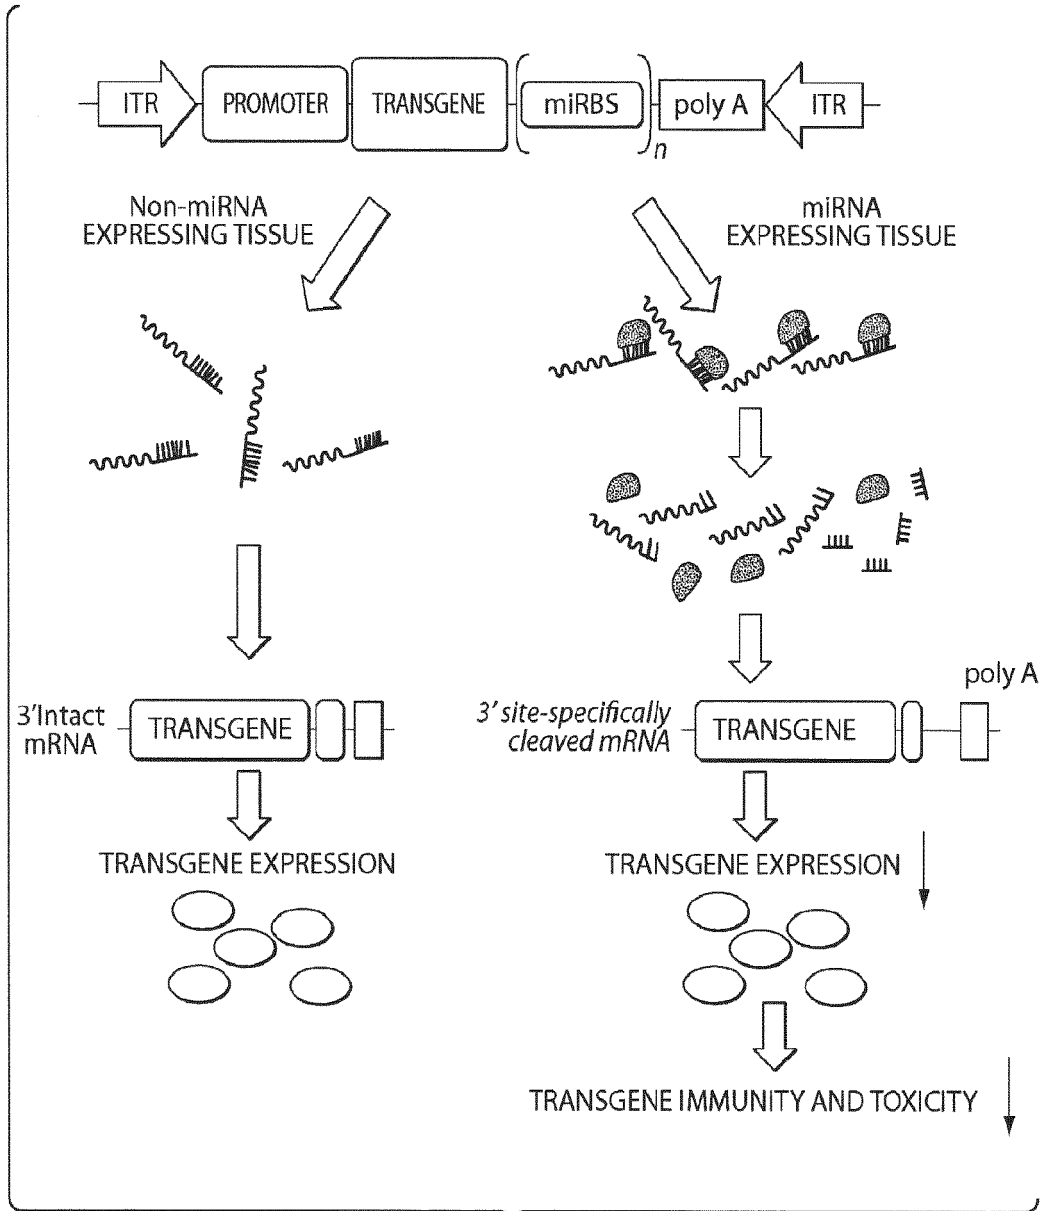 ITR PROMOTER TRANSGENE miRBS poly A ITR
n
Non-miRNA
EXPRESSING TISSUE
miRNA
EXPRESSING TISSUE
3'Intact
mRNA
TRANSGENE
3' site-specifically
cleaved mRNA
TRANSGENE
poly A
TRANSGENE EXPRESSION
TRANSGENE EXPRESSION
TRANSGENE IMMUNITY AND TOXICITY